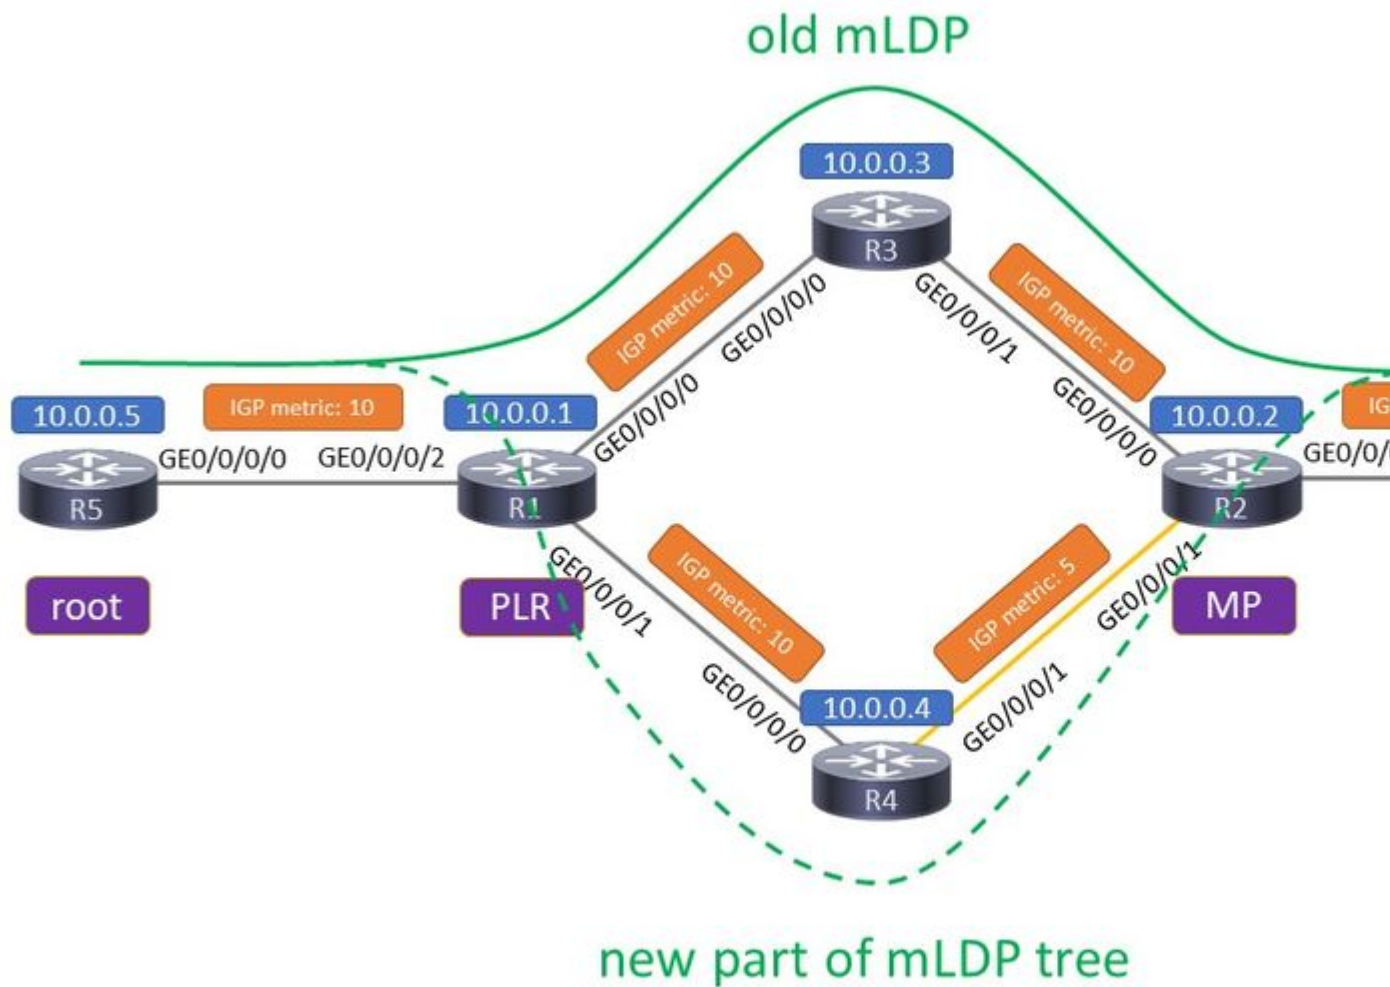 old mLDP
10.0.0.3
R3
IGP metric: 10
GE0/0/0/0
GE0/0/0/1
IGP metric: 10
GE0/0/0/0
GE0/0/0/0
10.0.0.5
IGP metric: 10
10.0.0.1
10.0.0.2
GE0/0/0/0
GE0/0/0/2
R5
R1
R2
root
PLR
MP
GE0/0/0/1
IGP metric: 10
IGP metric: 5
GE0/0/0/1
GE0/0/0/0
10.0.0.4
GE0/0/0/1
R4
new part of mLDP tree